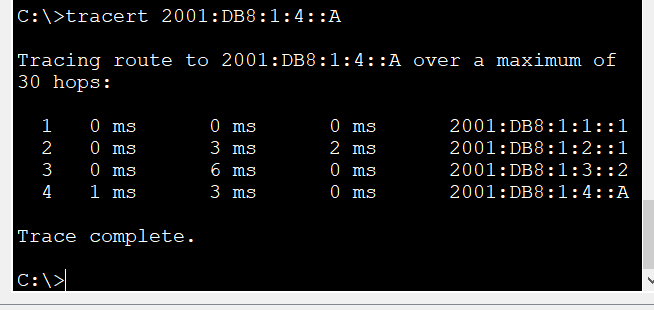 C:\>tracert 2001:DB8:1:4::A
Tracing route to 2001:DB8:1:4::A over a maximum of
30 hops:
1 0 ms 0 ms 0 ms 2001:DB8:1:1::1
2 0 ms 3 ms 2 ms 2001:DB8:1:2::1
3 0 ms 6 ms 0 ms 2001:DB8:1:3::2
4 1 ms 3 ms 0 ms 2001:DB8:1:4::A
Trace complete.
C:\>